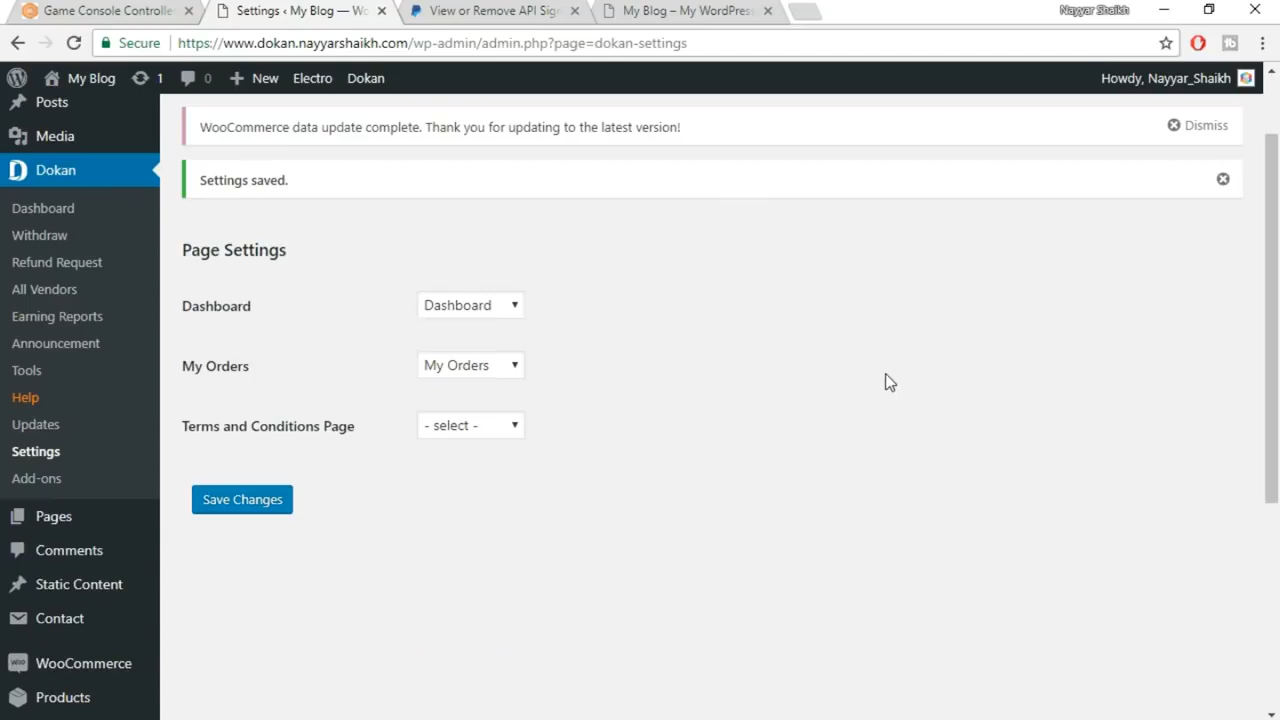 Game Console Controlle
Settings ‹ My Blog — Wo
View or Remove API Sig
My Blog – My WordPres
Nayyar Shaikh
Secure
https://www.dokan.nayyarshaikh.com/wp-admin/admin.php?page=dokan-settings
My Blog
1
0
New
Electro
Dokan
Howdy, Nayyar_Shaikh
Posts
Media
Dokan
Dashboard
Withdraw
Refund Request
All Vendors
Earning Reports
Announcement
Tools
Help
Updates
Settings
Add-ons
Pages
Comments
Static Content
Contact
WooCommerce
Products
WooCommerce data update complete. Thank you for updating to the latest version!
Dismiss
Settings saved.
Page Settings
Dashboard
Dashboard
My Orders
My Orders
Terms and Conditions Page
- select -
Save Changes